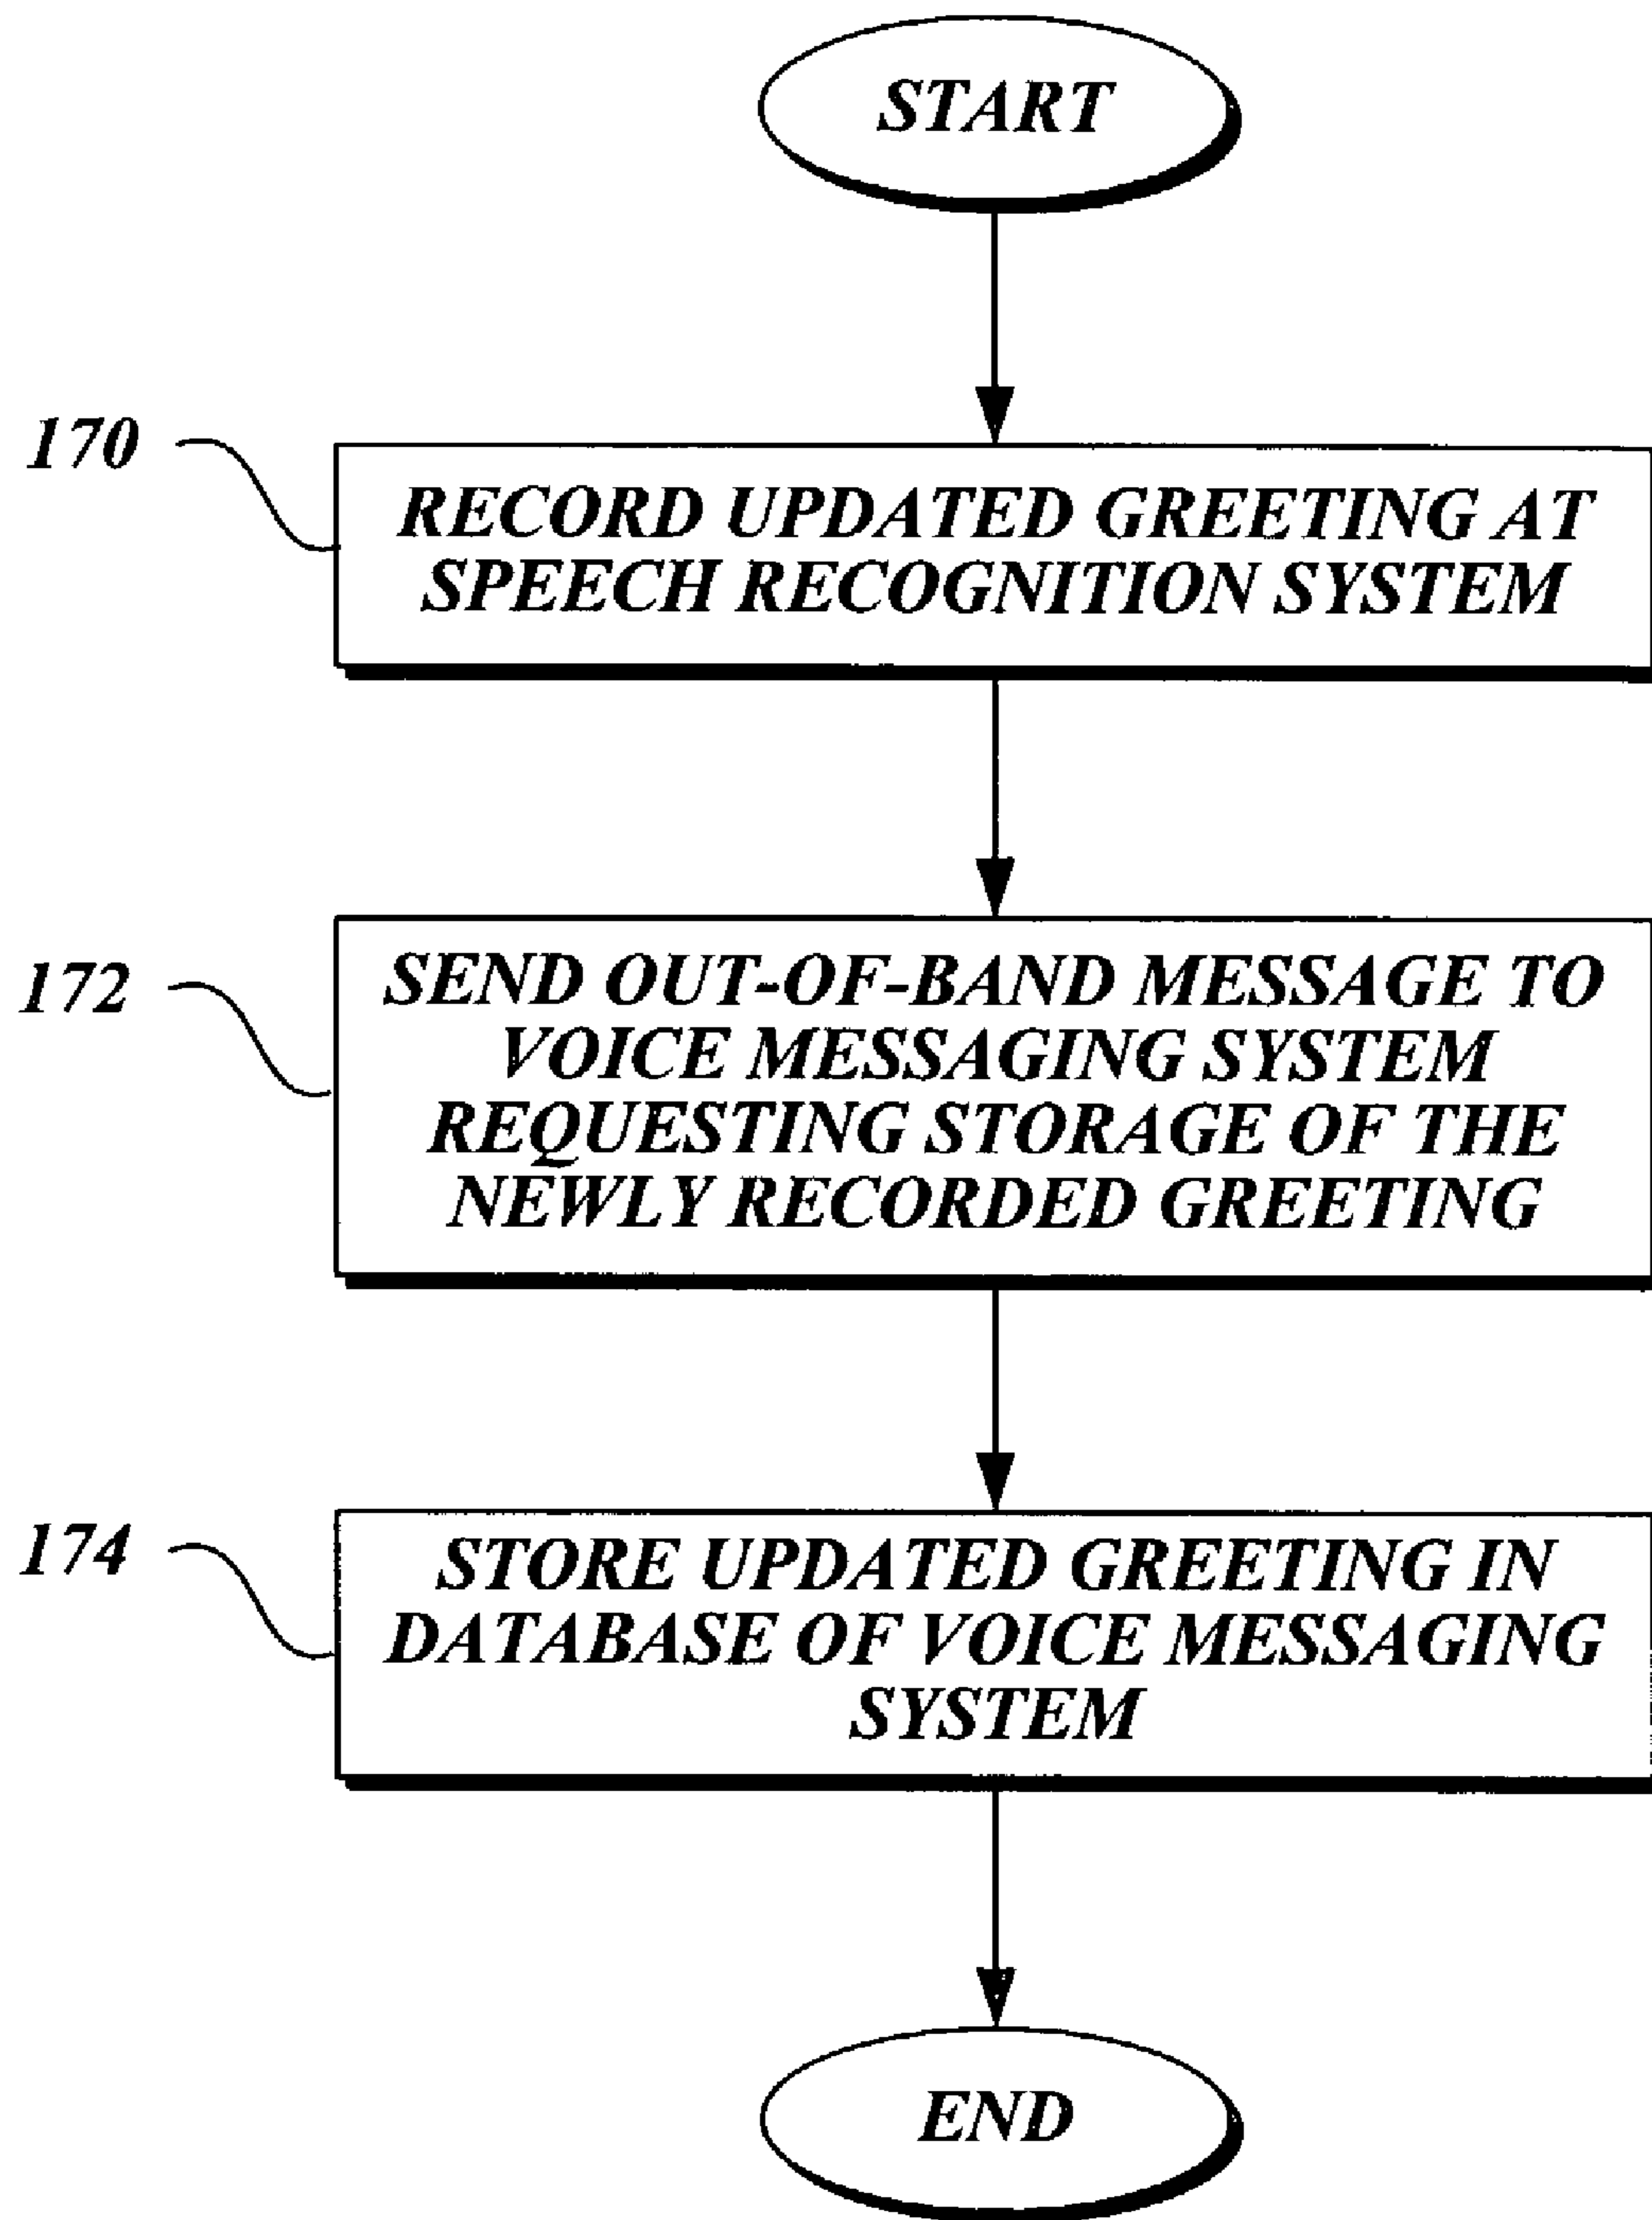 START
170
RECORD UPDATED GREETING AT
SPEECH RECOGNITION SYSTEM
172
SEND OUT-OF-BAND MESSAGE TO
VOICE MESSAGING SYSTEM
REQUESTING STORAGE OF THE
NEWLY RECORDED GREETING
174
STORE UPDATED GREETING IN
DATABASE OF VOICE MESSAGING
SYSTEM
END